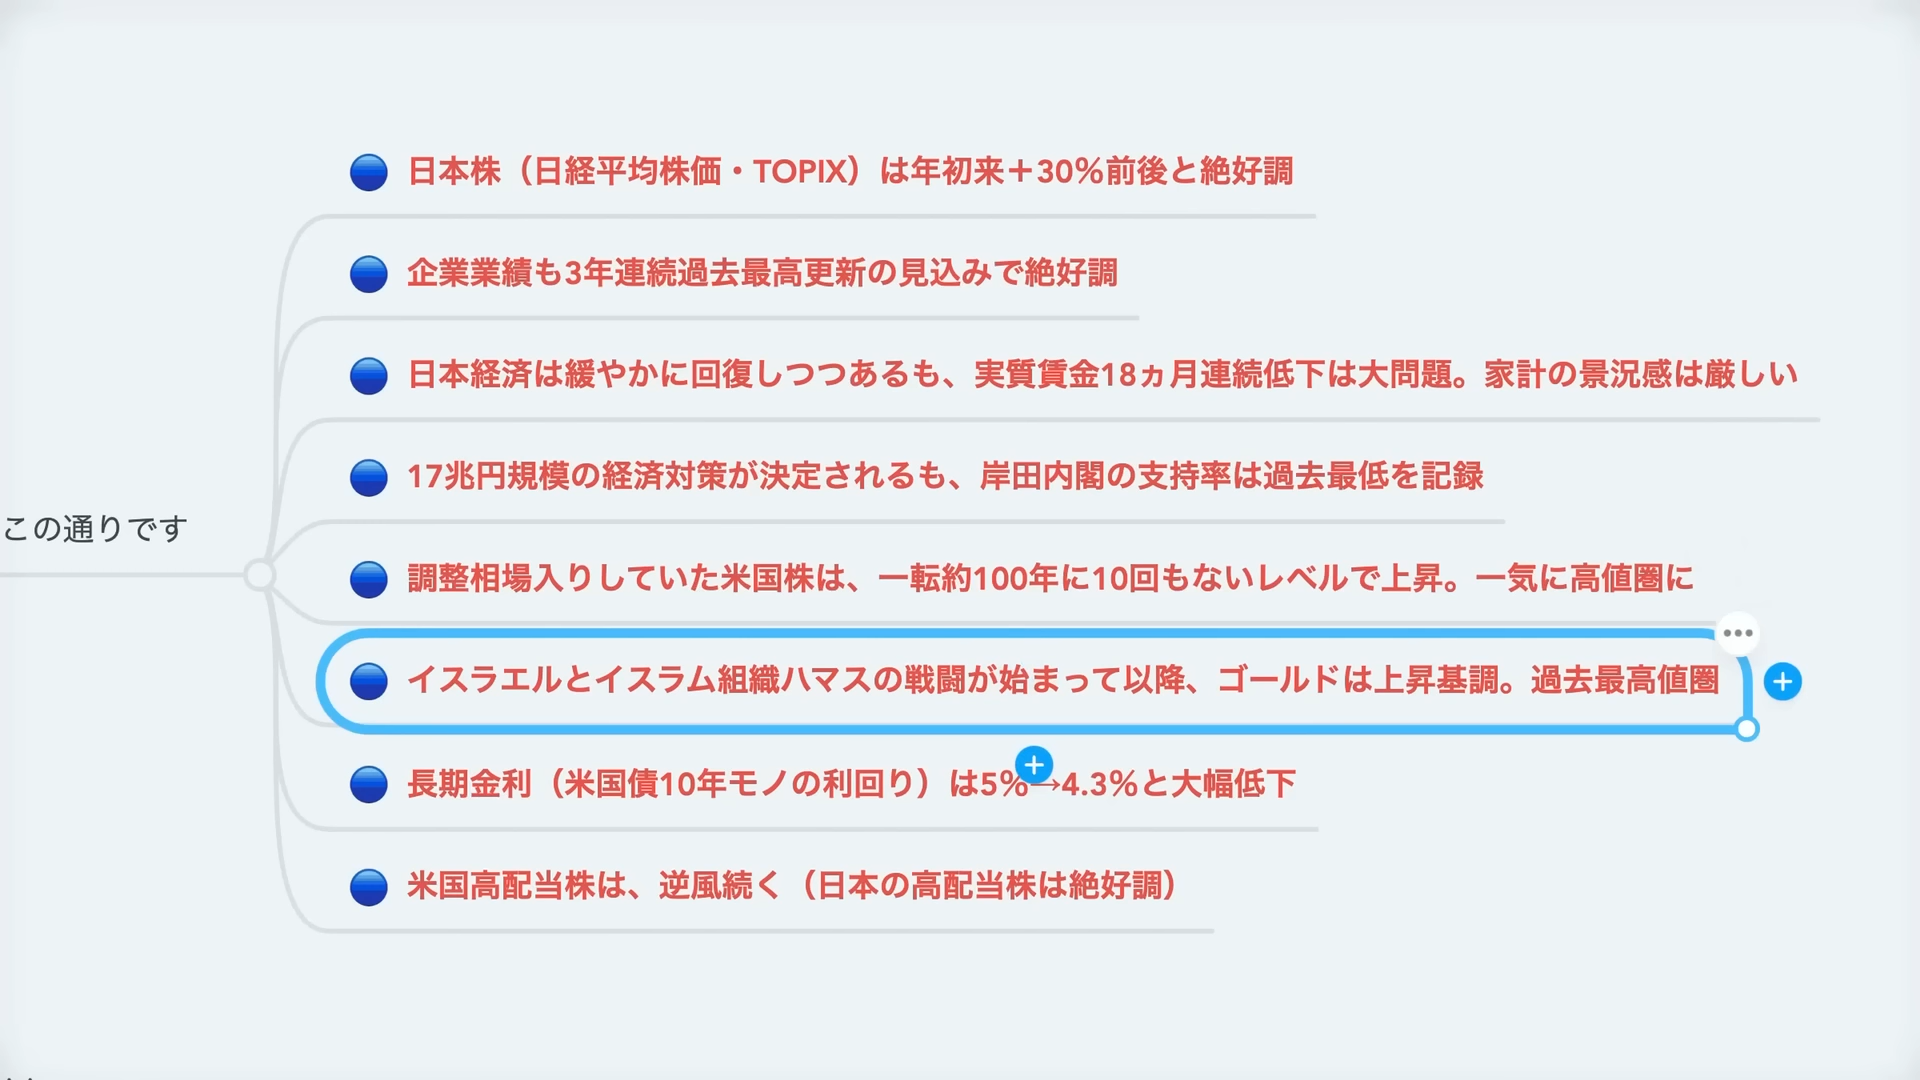 日本株（日経平均株価・TOPIX）は年初来＋30％前後と絶好調
企業業績も3年連続過去最高更新の見込みで絶好調
日本経済は緩やかに回復しつつあるも、実質賃金18ヵ月連続低下は大問題。家計の景況感は厳しい
17兆円規模の経済対策が決定されるも、岸田内閣の支持率は過去最低を記録
この通りです
調整相場入りしていた米国株は、一転約100年に10回もないレベルで上昇。一気に高値圏に
イスラエルとイスラム組織ハマスの戦闘が始まって以降、ゴールドは上昇基調。過去最高値圏
長期金利（米国債10年モノの利回り）は5％→4.3％と大幅低下
米国高配当株は、逆風続く（日本の高配当株は絶好調）